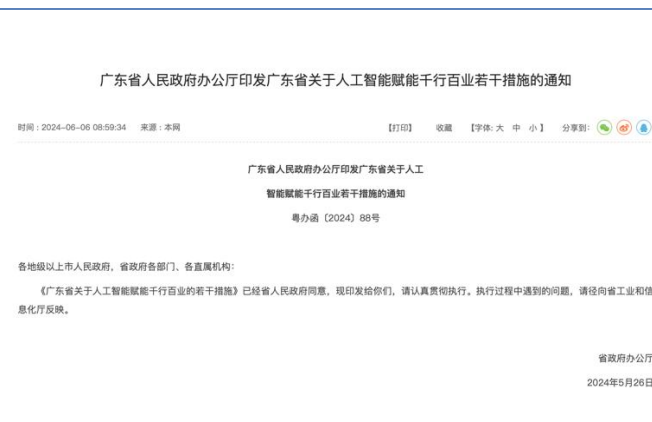 广东省人民政府办公厅印发广东省关于人工智能赋能千行百业若干措施的通知
时间：2024-06-06 08:59:34 来源：本网 【打印】 收藏 【字体: 大 中 小 】 分享到:
广东省人民政府办公厅印发广东省关于人工
智能赋能千行百业若干措施的通知
粤办函〔2024〕88号
各地级以上市人民政府，省政府各部门、各直属机构：
《广东省关于人工智能赋能千行百业的若干措施》已经省人民政府同意，现印发给你们，请认真贯彻执行。执行过程中遇到的问题，请径向省工业和信
息化厅反映。
省政府办公厅
2024年5月26日